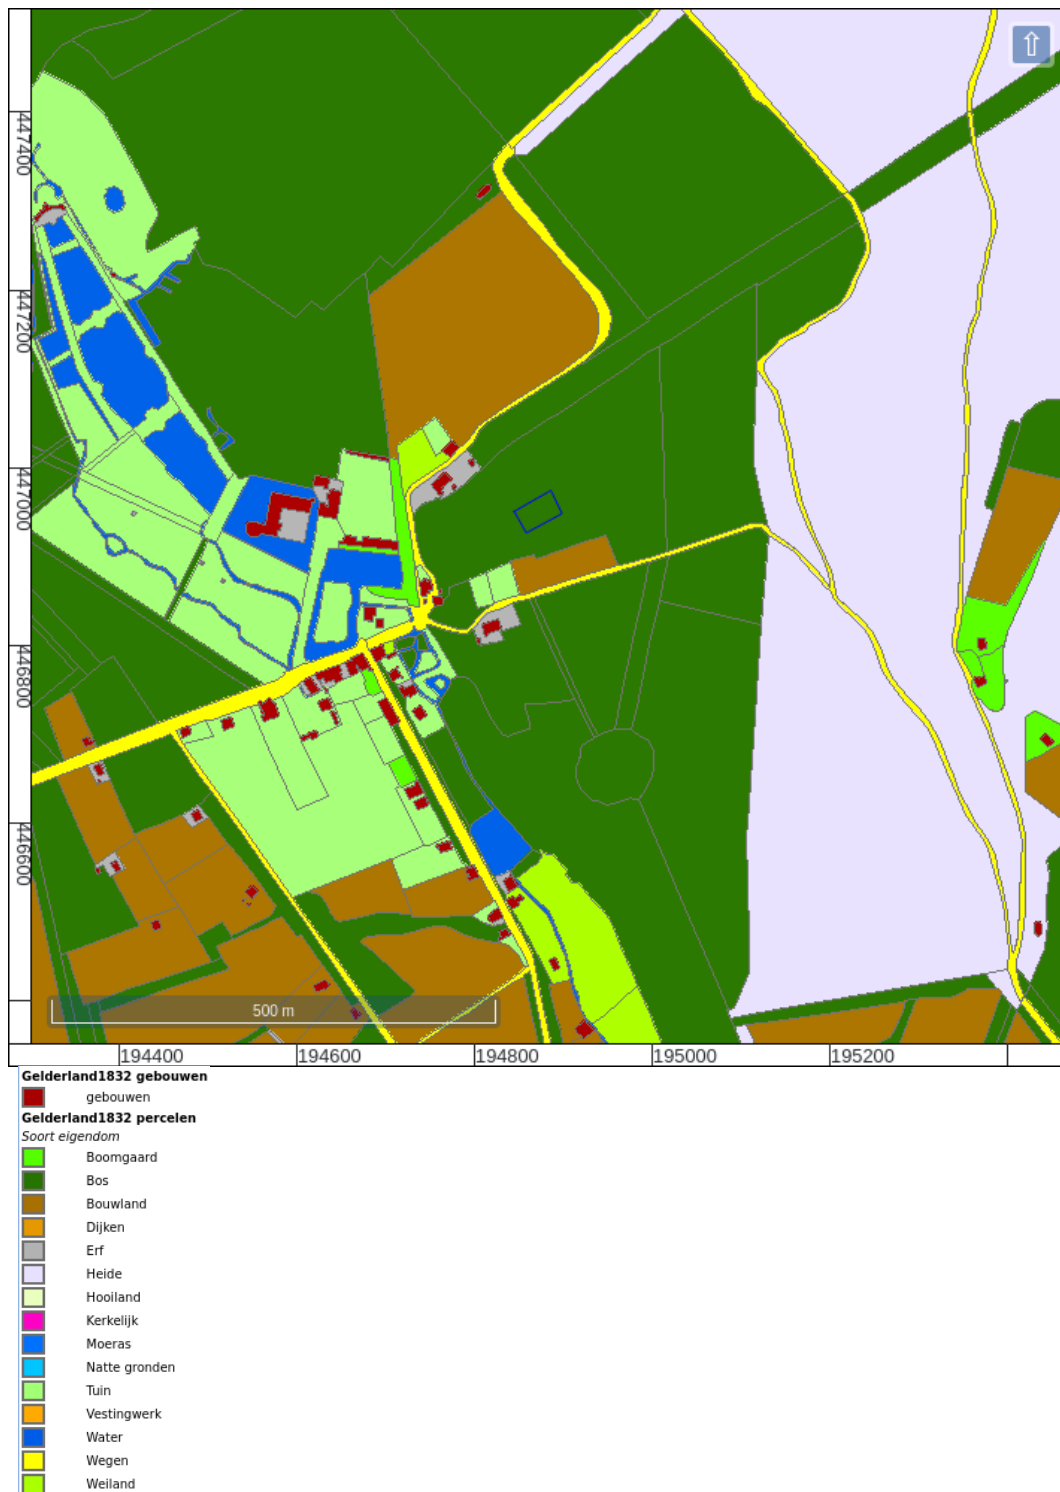 ⇧
447400
447200
447000
446800
446600
500 m
194400 194600 194800 195000 195200
Gelderland1832 gebouwen
gebouwen
Gelderland1832 percelen
Soort eigendom
Boomgaard
Bos
Bouwland
Dijken
Erf
Heide
Hooiland
Kerkelijk
Moeras
Natte gronden
Tuin
Vestingwerk
Water
Wegen
Weiland